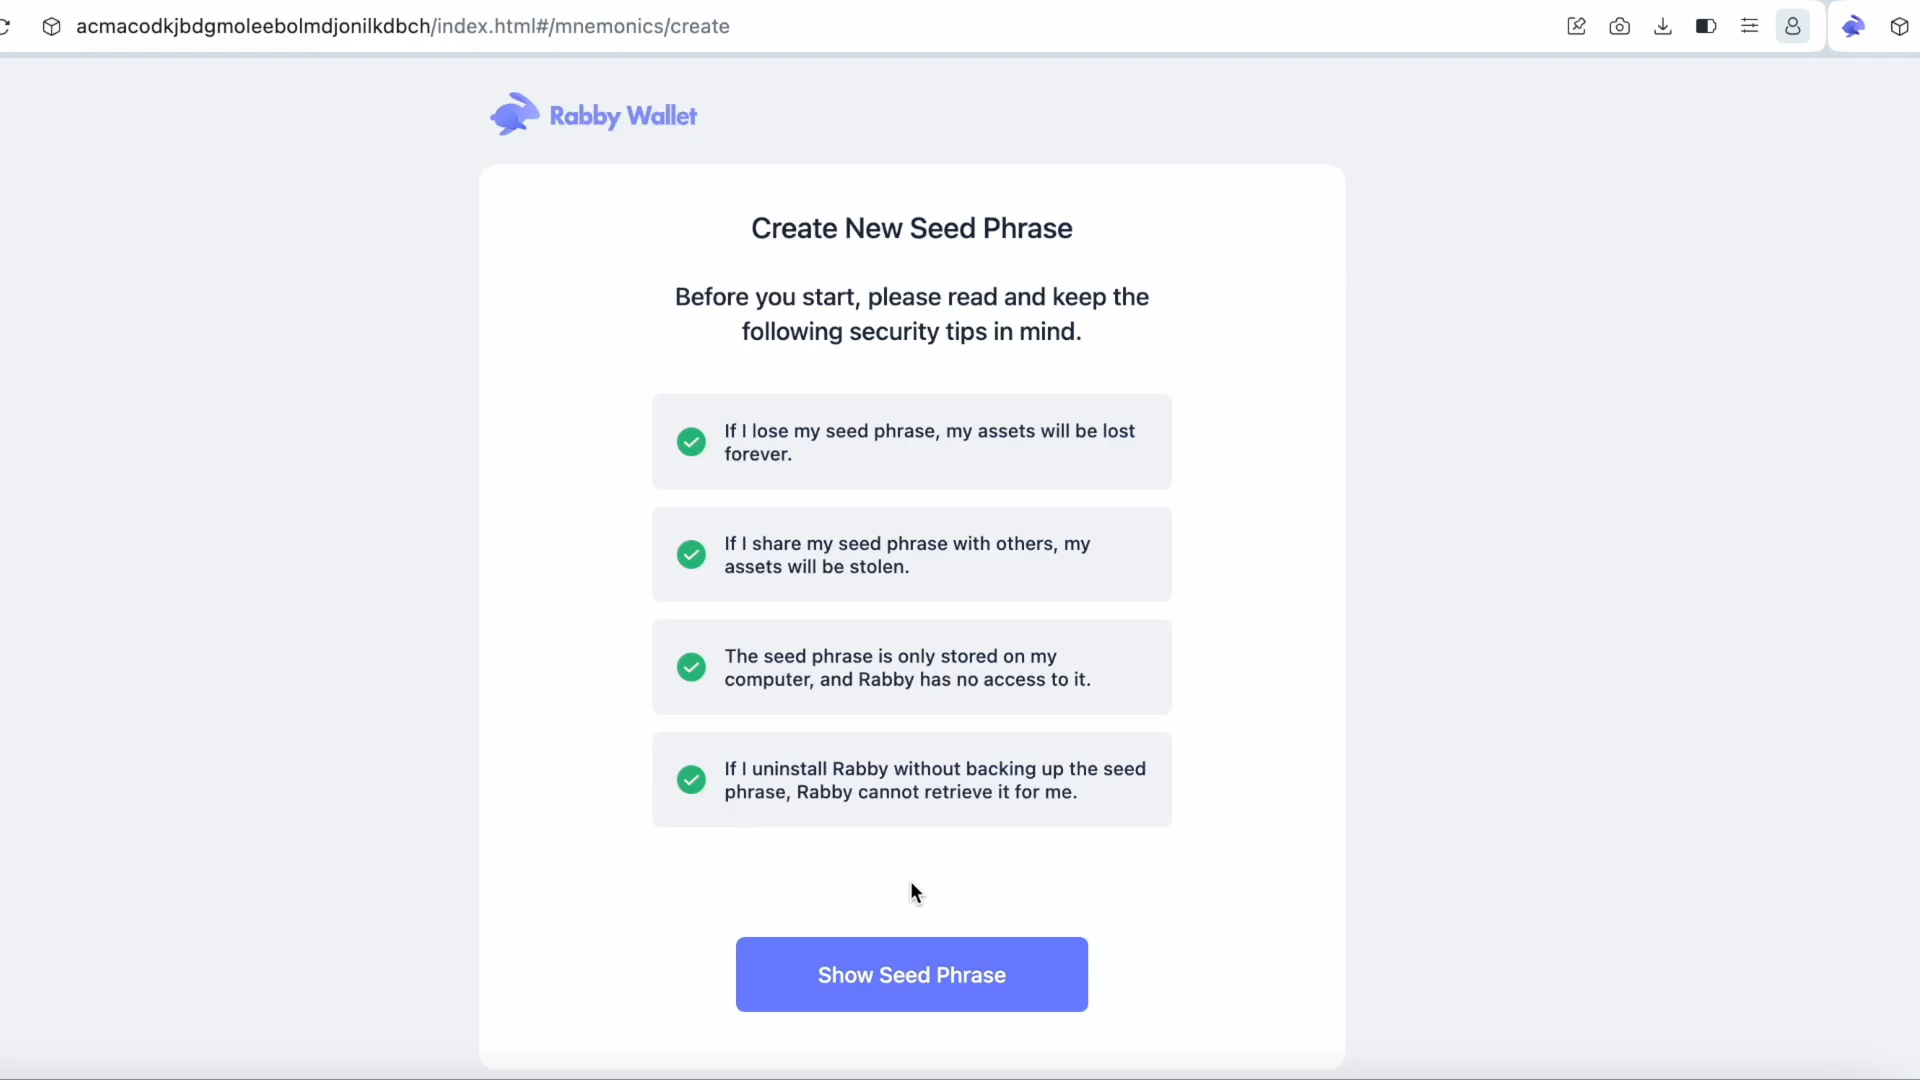 acmacodkjbdgmoleebolmdjonilkdbch/index.html#/mnemonics/create
Rabby Wallet
Create New Seed Phrase
Before you start, please read and keep the
following security tips in mind.
If I lose my seed phrase, my assets will be lost
forever.
If I share my seed phrase with others, my
assets will be stolen.
The seed phrase is only stored on my
computer, and Rabby has no access to it.
If I uninstall Rabby without backing up the seed
phrase, Rabby cannot retrieve it for me.
Show Seed Phrase